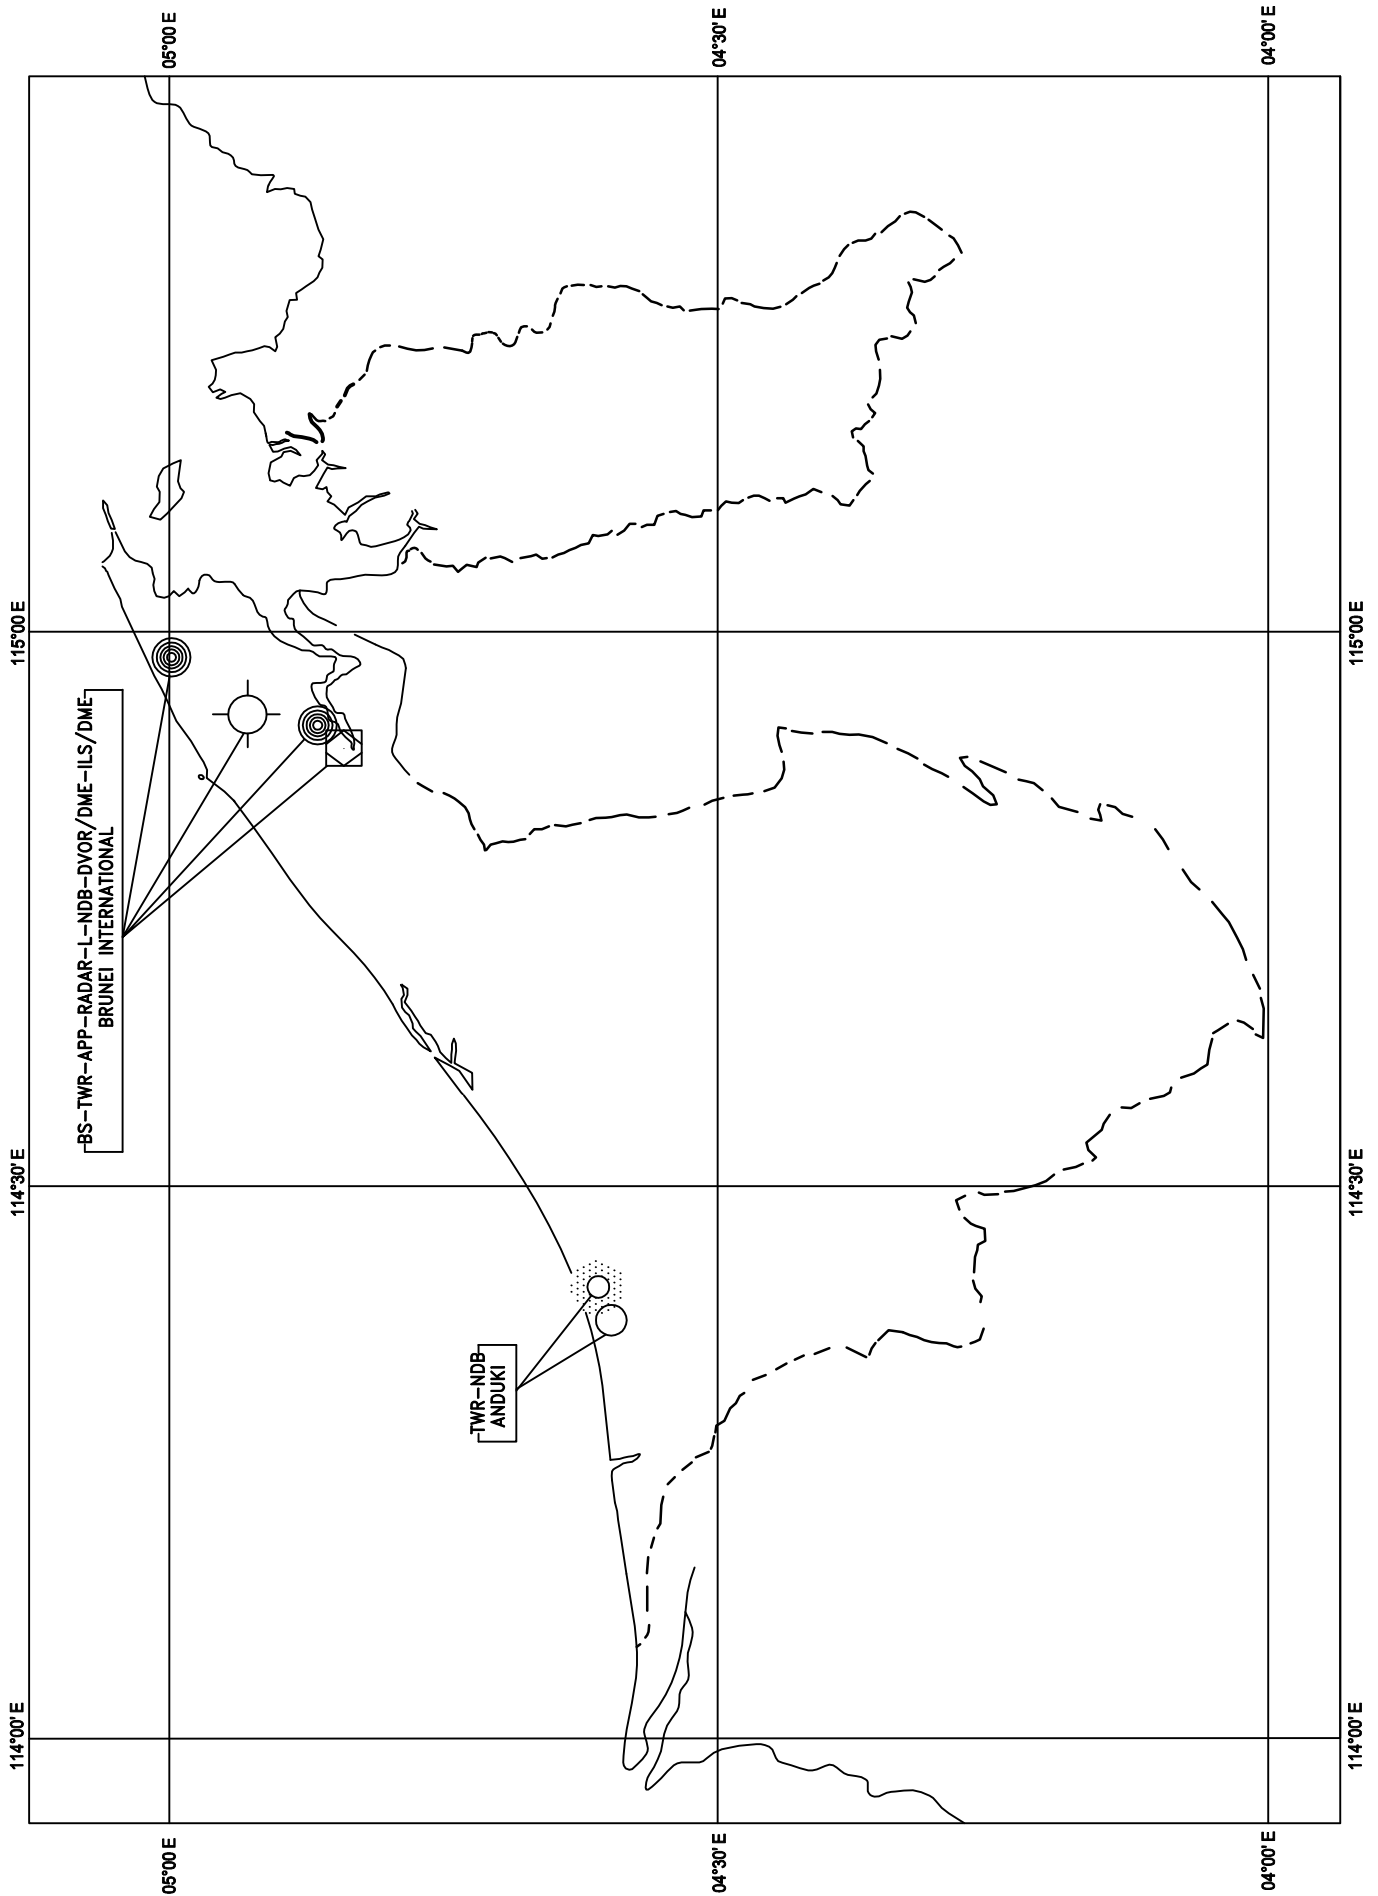 114°00' E
114°30' E
115°00 E
05°00 E
05°00 E
BS-TWR-APP-RADAR-L-NDB-DVOR/DME-ILS/DME
BRUNEI INTERNATIONAL
TWR-NDB
ANDUKI
04°30' E
04°30' E
04°00' E
04°00' E
114°00' E
114°30' E
115°00 E